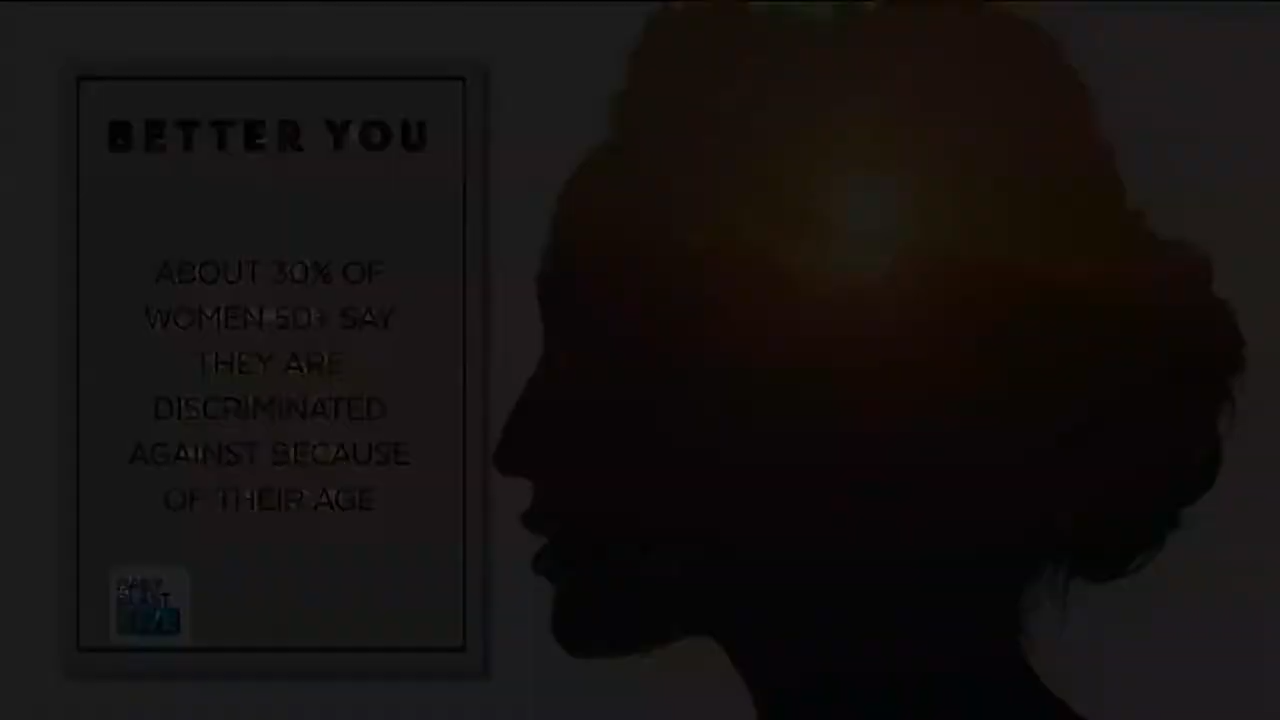 BETTER YOU
ABOUT 30% OF
WOMEN 50+ SAY
THEY ARE
DISCRIMINATED
AGAINST BECAUSE
OF THEIR AGE